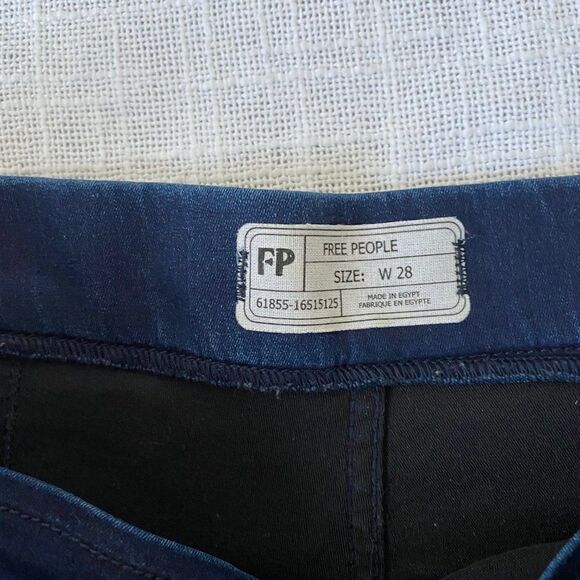 FP
FREE PEOPLE
SIZE: W 28
61855-16515125
MADE IN EGYPT
FABRIQUE EN EGYPTE